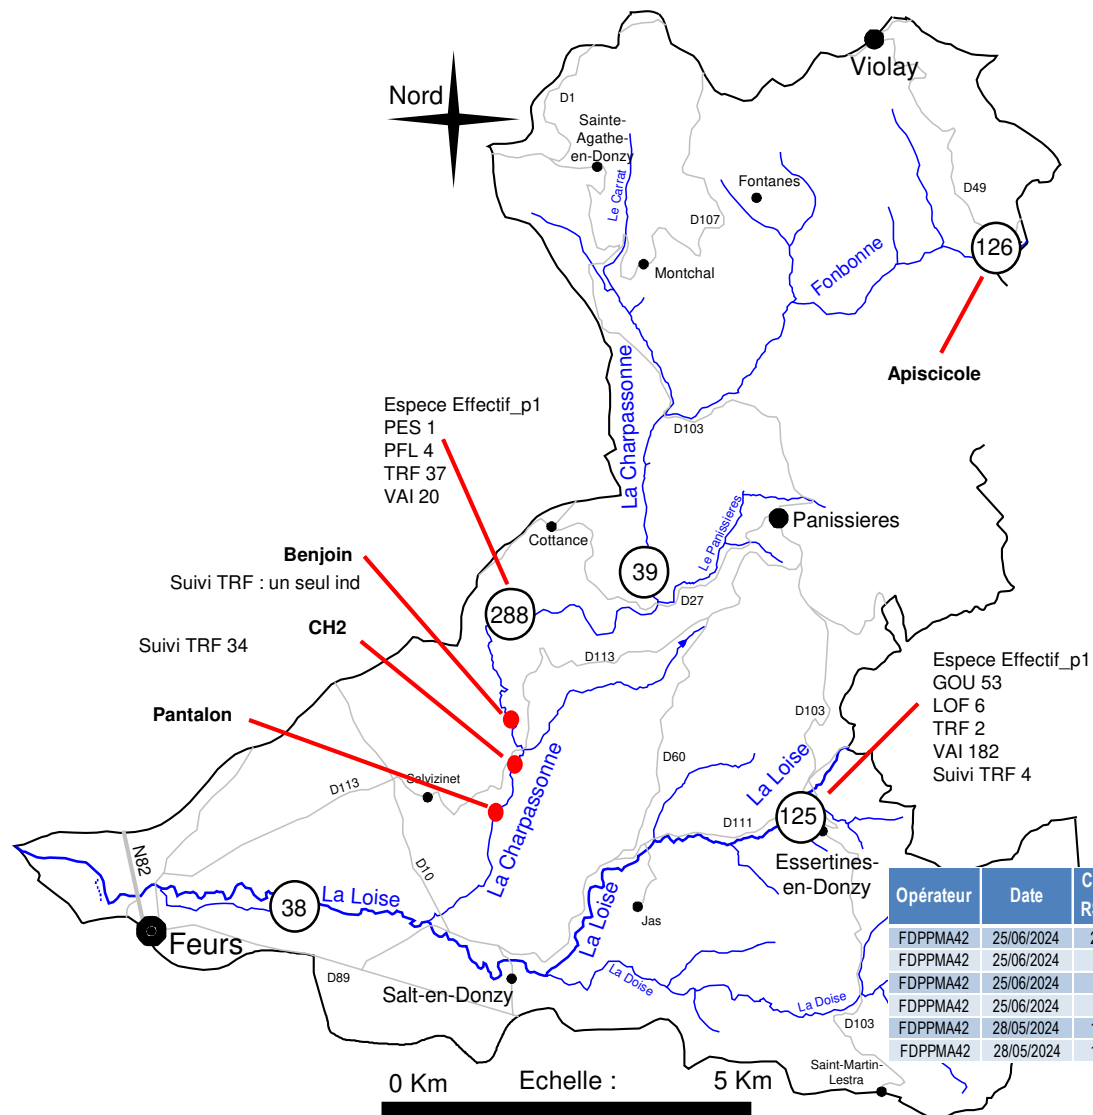 Violay
Nord
D1
Sainte-
Agathe-
en-Donzy
Le Carrat
Fontanes
D49
D107
126
Fonbonne
Montchal
Apiscicole
Espece Effectif_p1
PES 1
PFL 4
TRF 37
VAI 20
La Charpassonne
D103
Le Panissieres
Panissieres
Cottance
Benjoin
Suivi TRF : un seul ind
39
D27
288
CH2
Suivi TRF 34
D113
Espece Effectif_p1
GOU 53
LOF 6
TRF 2
VAI 182
Suivi TRF 4
Pantalon
D103
D60
La Loise
La Charpassonne
Salvizinet
D113
125
D111
Essertines-
en-Donzy
N82
D10
La Loise
38
La Loise
Jas
Feurs
D89
Salt-en-Donzy
La Doise
La Doise
D103
Saint-Martin-
Lestra
Opérateur Date
FDPPMA42 25/06/2024
FDPPMA42 25/06/2024
FDPPMA42 25/06/2024
FDPPMA42 25/06/2024
FDPPMA42 28/05/2024
FDPPMA42 28/05/2024
0 Km Echelle : 5 Km